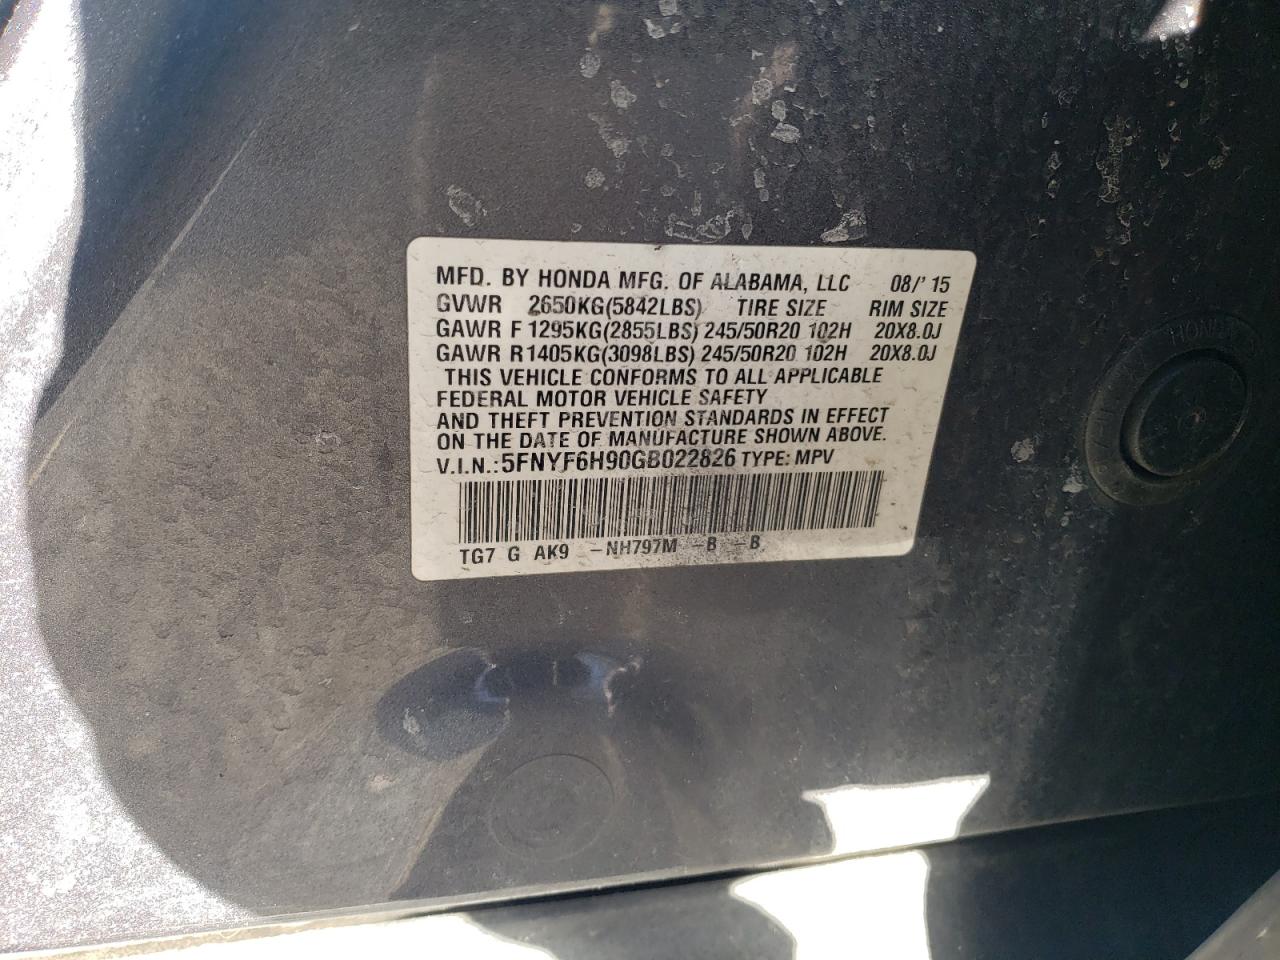 MFD. BY HONDA MFG. OF ALABAMA, LLC 08/'15
GVWR 2650KG(5842LBS) TIRE SIZE RIM SIZE
GAWR F 1295KG(2855LBS) 245/50R20 102H 20X8.0J
GAWR R1405KG(3098LBS) 245/50R20 102H 20X8.0J
THIS VEHICLE CONFORMS TO ALL APPLICABLE
FEDERAL MOTOR VEHICLE SAFETY
AND THEFT PREVENTION STANDARDS IN EFFECT
ON THE DATE OF MANUFACTURE SHOWN ABOVE.
V.I.N.:5FNYF6H90GB022826 TYPE: MPV
TG7 G AK9 -NH797M -B -B
HONDA